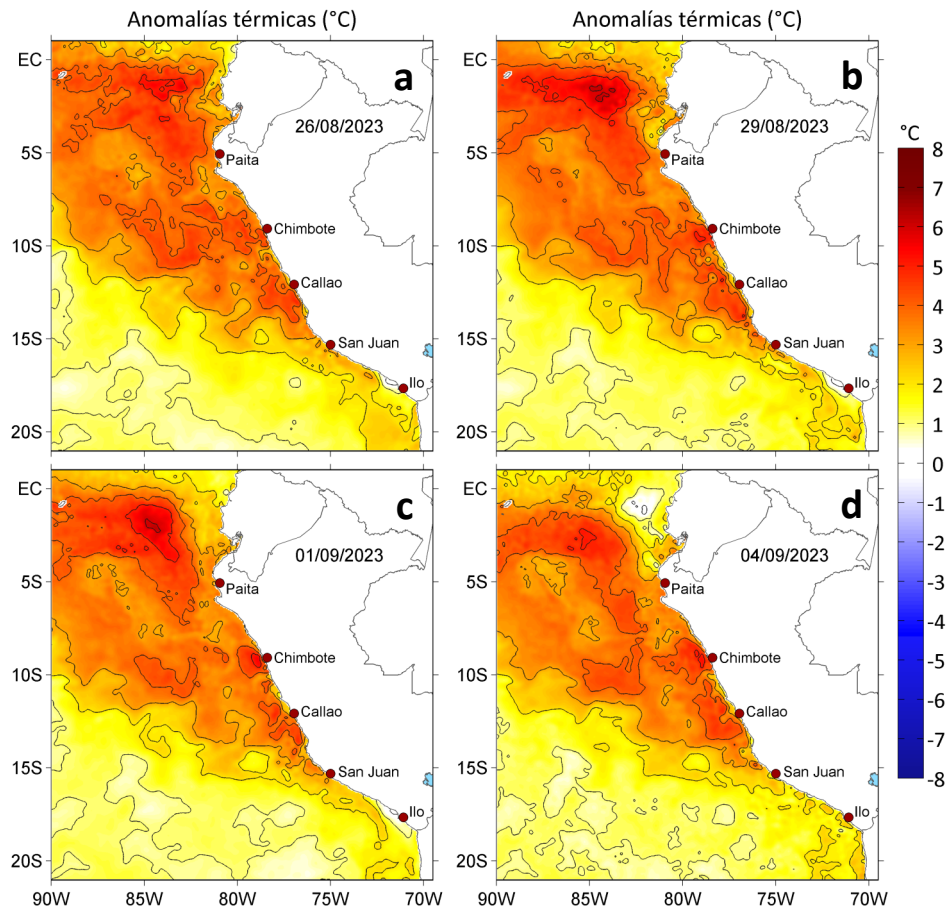 Anomalías térmicas (°C)
Anomalías térmicas (°C)
EC
5S
10S
15S
20S
a
26/08/2023
Paita
Chimbote
Callao
San Juan
Ilo
b
29/08/2023
Paita
Chimbote
Callao
San Juan
Ilo
EC
5S
10S
15S
20S
c
01/09/2023
Paita
Chimbote
Callao
San Juan
Ilo
d
04/09/2023
Paita
Chimbote
Callao
San Juan
Ilo
90W 85W 80W 75W 70W
90W 85W 80W 75W 70W
°C
8
7
6
5
4
3
2
1
0
-1
-2
-3
-4
-5
-6
-7
-8